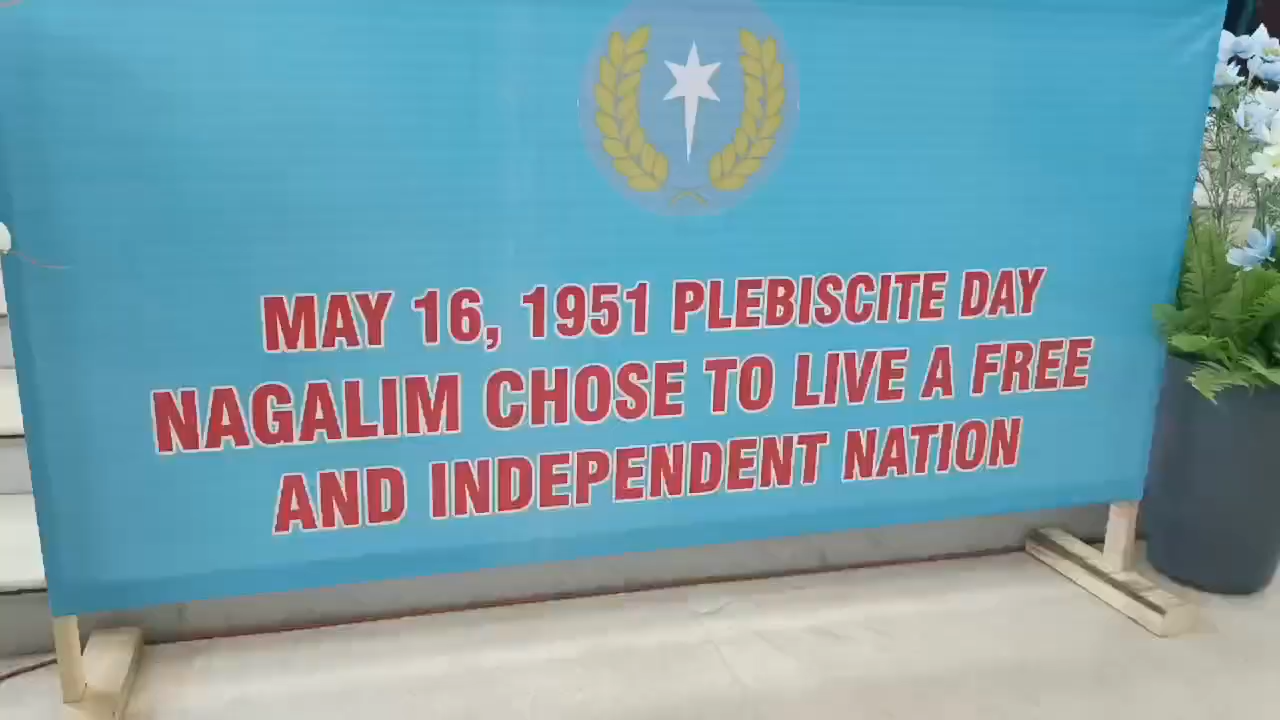 MAY 16, 1951 PLEBISCITE DAY
NAGALIM CHOSE TO LIVE A FREE
AND INDEPENDENT NATION